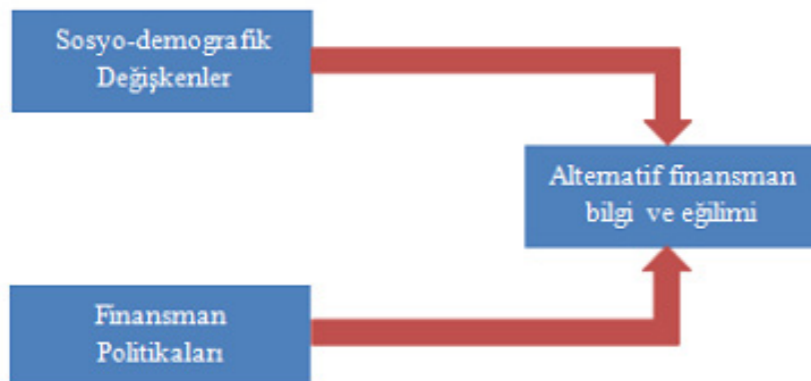 Sosyo-demografik
Değişkenler
Alternatif finansman
bilgi ve eğilimi
Finansman
Politikaları